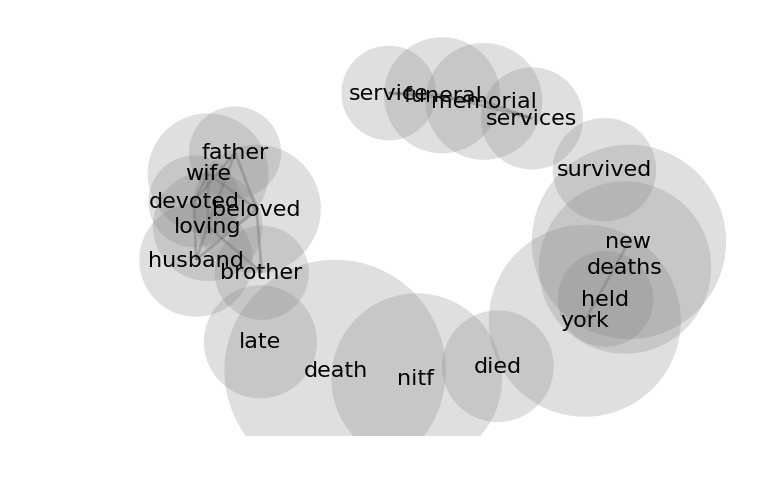 service
funeral
memorial
services
father
wife
survived
devoted
beloved
loving
new
husband
deaths
brother
held
york
late
death
nitf
died